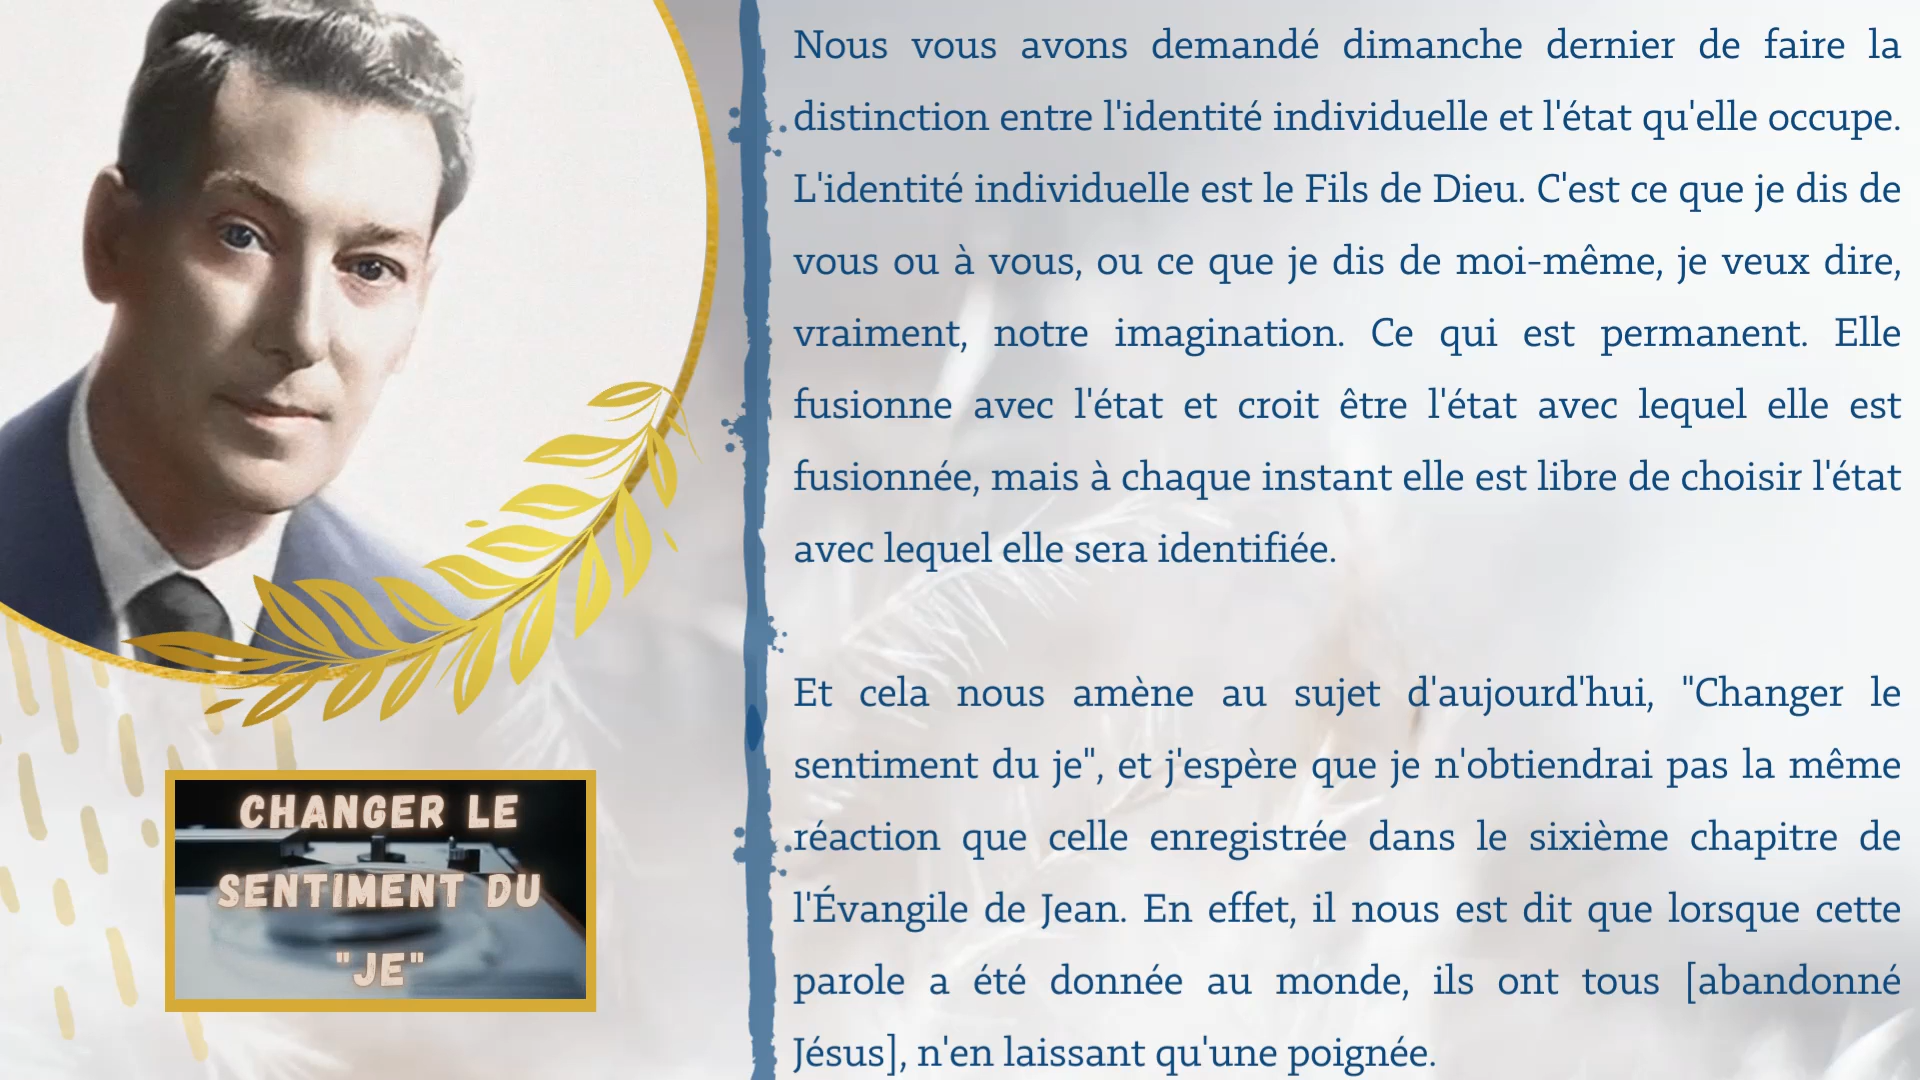 Nous vous avons demandé dimanche dernier de faire la
distinction entre l'identité individuelle et l'état qu'elle occupe.
L'identité individuelle est le Fils de Dieu. C'est ce que je dis de
vous ou à vous, ou ce que je dis de moi-même, je veux dire,
vraiment, notre imagination. Ce qui est permanent. Elle
fusionne avec l'état et croit être l'état avec lequel elle est
fusionnée, mais à chaque instant elle est libre de choisir l'état
avec lequel elle sera identifiée.
Et cela nous amène au sujet d'aujourd'hui, "Changer le
sentiment du je", et j'espère que je n'obtiendrai pas la même
réaction que celle enregistrée dans le sixième chapitre de
l'Évangile de Jean. En effet, il nous est dit que lorsque cette
parole a été donnée au monde, ils ont tous [abandonné
Jésus], n'en laissant qu'une poignée.
CHANGER LE
SENTIMENT DU
"JE"